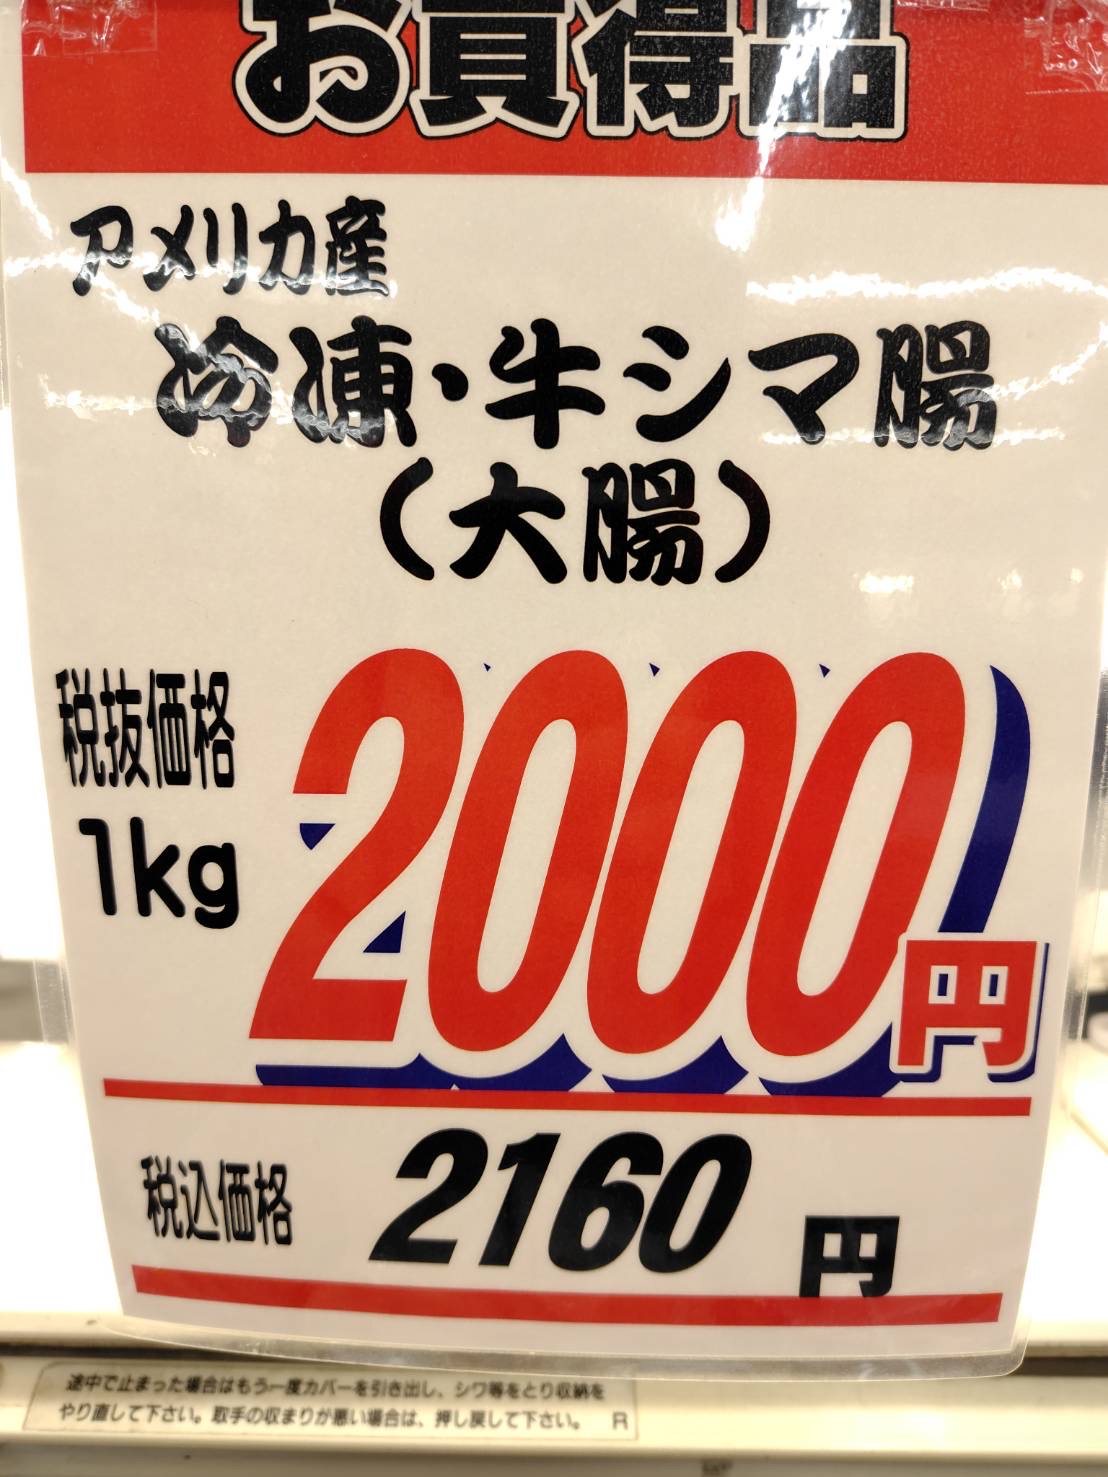 お買得品
アメリカ産
冷凍・牛シマ腸
(大腸)
税抜価格
1kg
2000円
税込価格 2160 円
途中で止まった場合はもう一度カバーを引き出し、シワ等をとり収納を
やり直して下さい。取手の収まりが悪い場合は、押し戻して下さい。 R